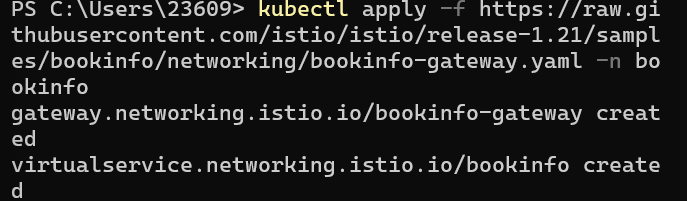 PS C:\Users\23609> kubectl apply -f https://raw.gi
thubusercontent.com/istio/istio/release-1.21/sampl
es/bookinfo/networking/bookinfo-gateway.yaml -n bo
okinfo
gateway.networking.istio.io/bookinfo-gateway creat
ed
virtualservice.networking.istio.io/bookinfo create
d